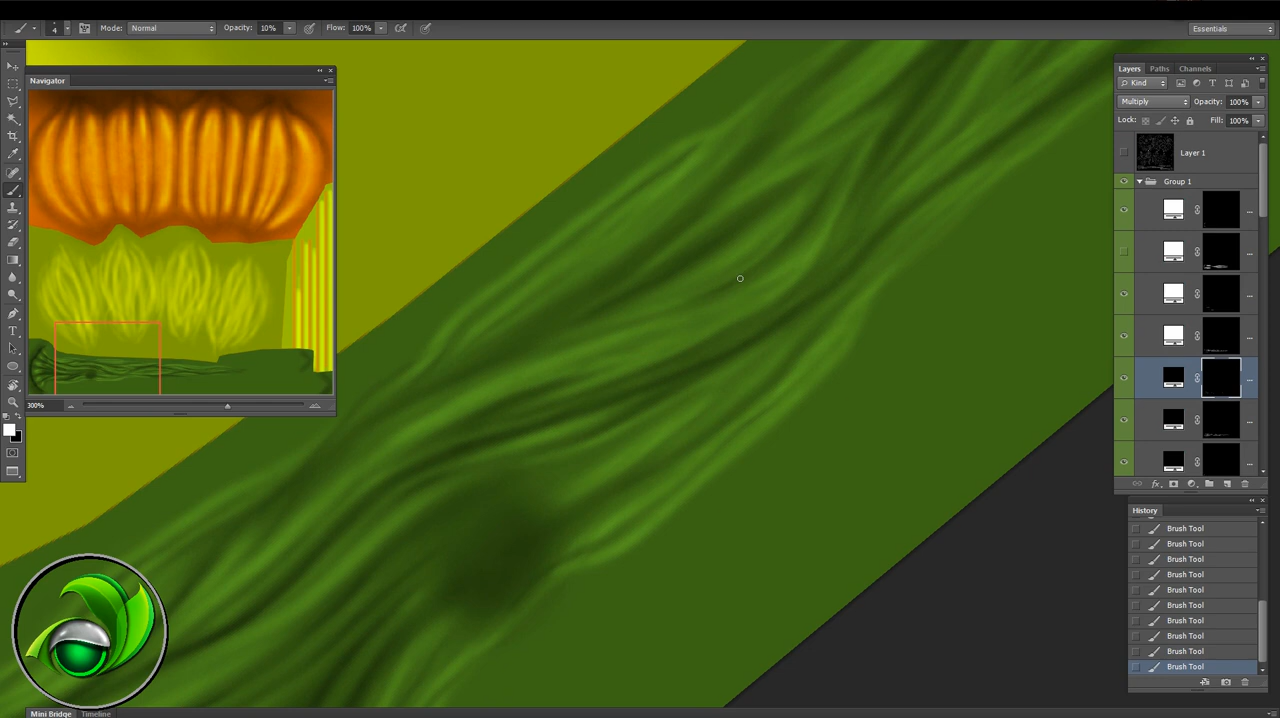 4 Mode: Normal Opacity: 10% Flow: 100% Essentials
Navigator
300%
Layers Paths Channels
Kind
Multiply Opacity: 100%
Lock: Fill: 100%
Layer 1
Group 1
...
...
...
...
...
...
...
History
Brush Tool
Brush Tool
Brush Tool
Brush Tool
Brush Tool
Brush Tool
Brush Tool
Brush Tool
Brush Tool
Brush Tool
Mini Bridge Timeline